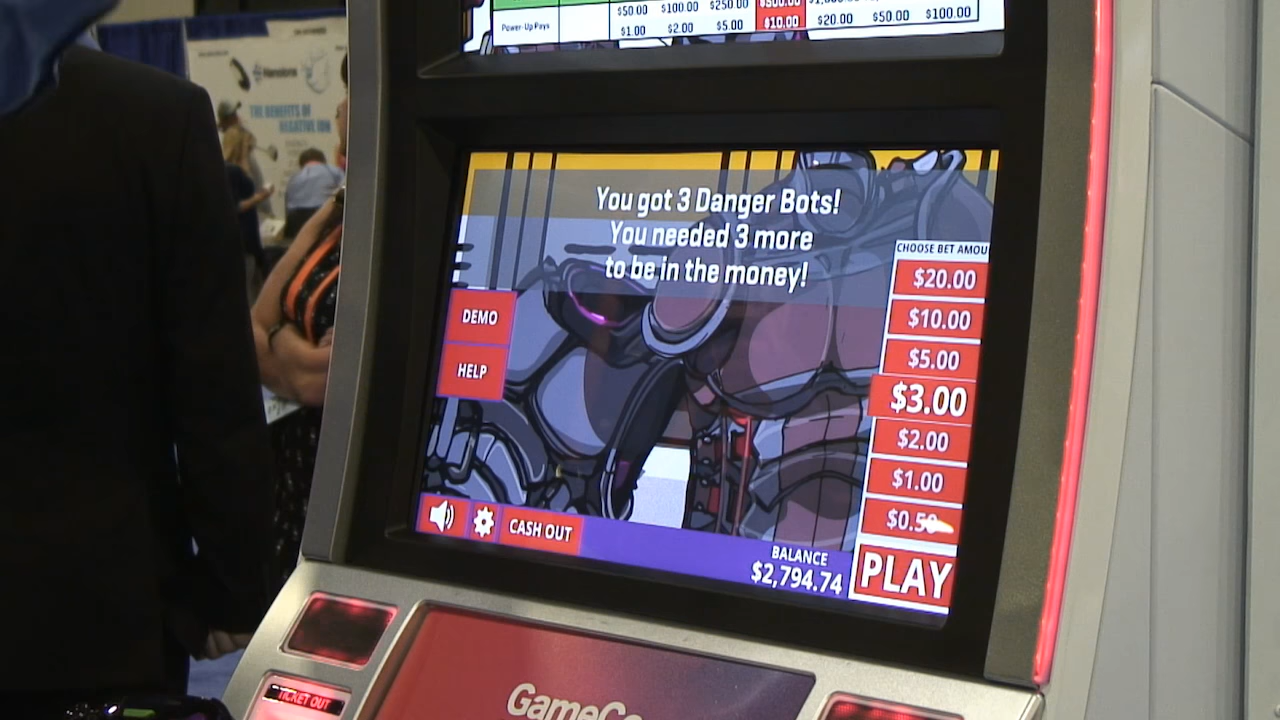 $50.00 $100.00 $250.00 $500.00
Power-Up Pays $1.00 $2.00 $5.00 $10.00 $20.00 $50.00 $100.00
THE BENEFITS OF
NEGATIVE ION
You got 3 Danger Bots!
You needed 3 more
to be in the money!
CHOOSE BET AMOU
$20.00
$10.00
$5.00
$3.00
$2.00
$1.00
$0.50
PLAY
DEMO
HELP
CASH OUT
BALANCE
$2,794.74
TICKET OUT
GameCo